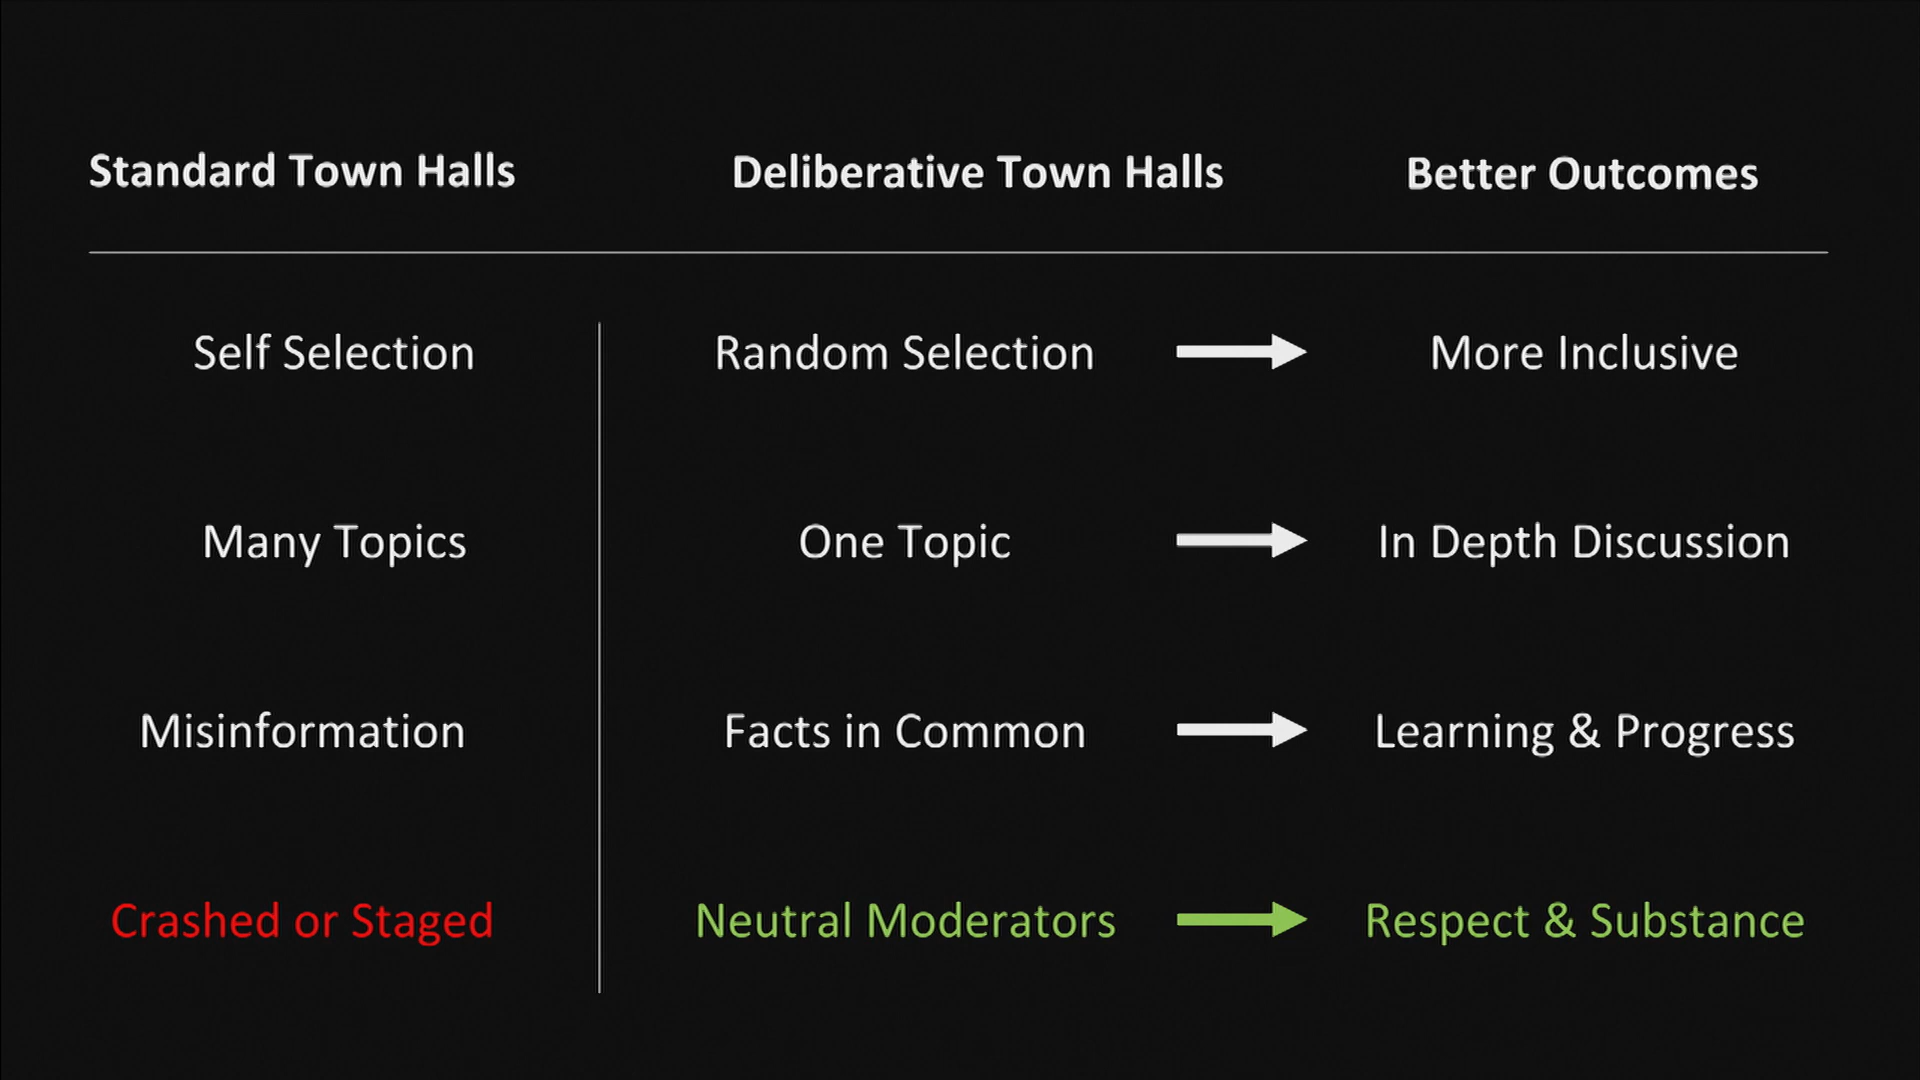 Standard Town Halls Deliberative Town Halls Better Outcomes
Self Selection Random Selection More Inclusive
Many Topics One Topic In Depth Discussion
Misinformation Facts in Common Learning & Progress
Crashed or Staged Neutral Moderators Respect & Substance